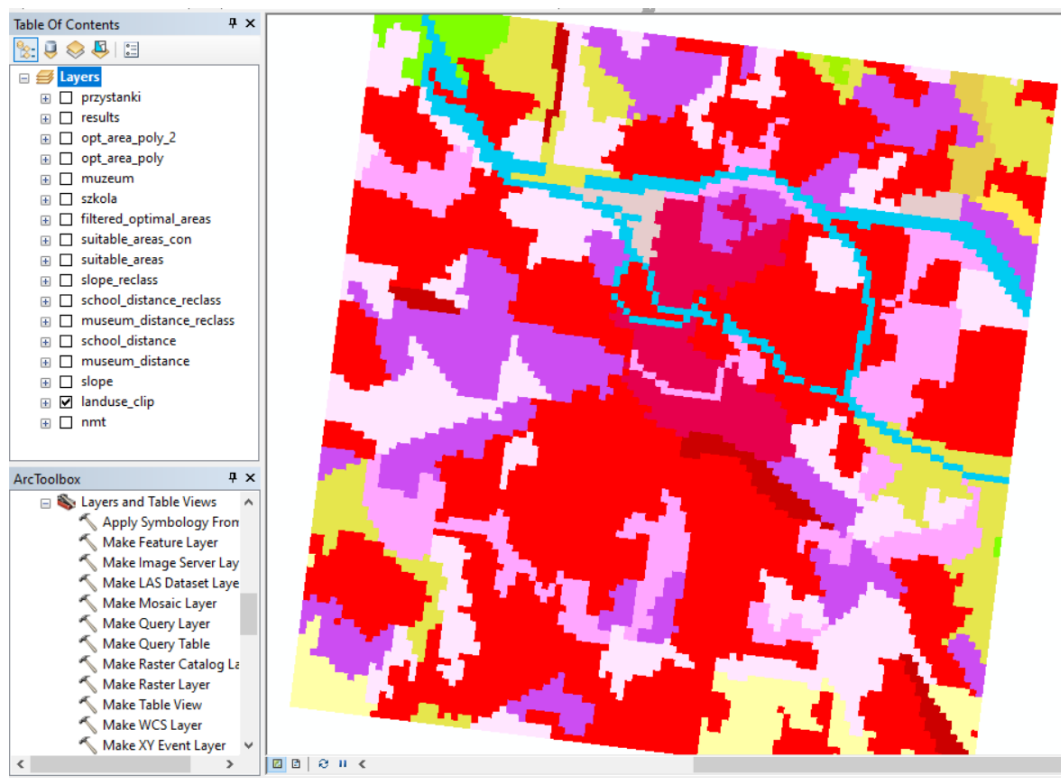 Table Of Contents
Layers
przystanki
results
opt_area_poly_2
opt_area_poly
muzeum
szkola
filtered_optimal_areas
suitable_areas_con
suitable_areas
slope_reclass
school_distance_reclass
museum_distance_reclass
school_distance
museum_distance
slope
landuse_clip
nmt
ArcToolbox
Layers and Table Views
Apply Symbology From
Make Feature Layer
Make Image Server Lay
Make LAS Dataset Laye
Make Mosaic Layer
Make Query Layer
Make Query Table
Make Raster Catalog La
Make Raster Layer
Make Table View
Make WCS Layer
Make XY Event Layer